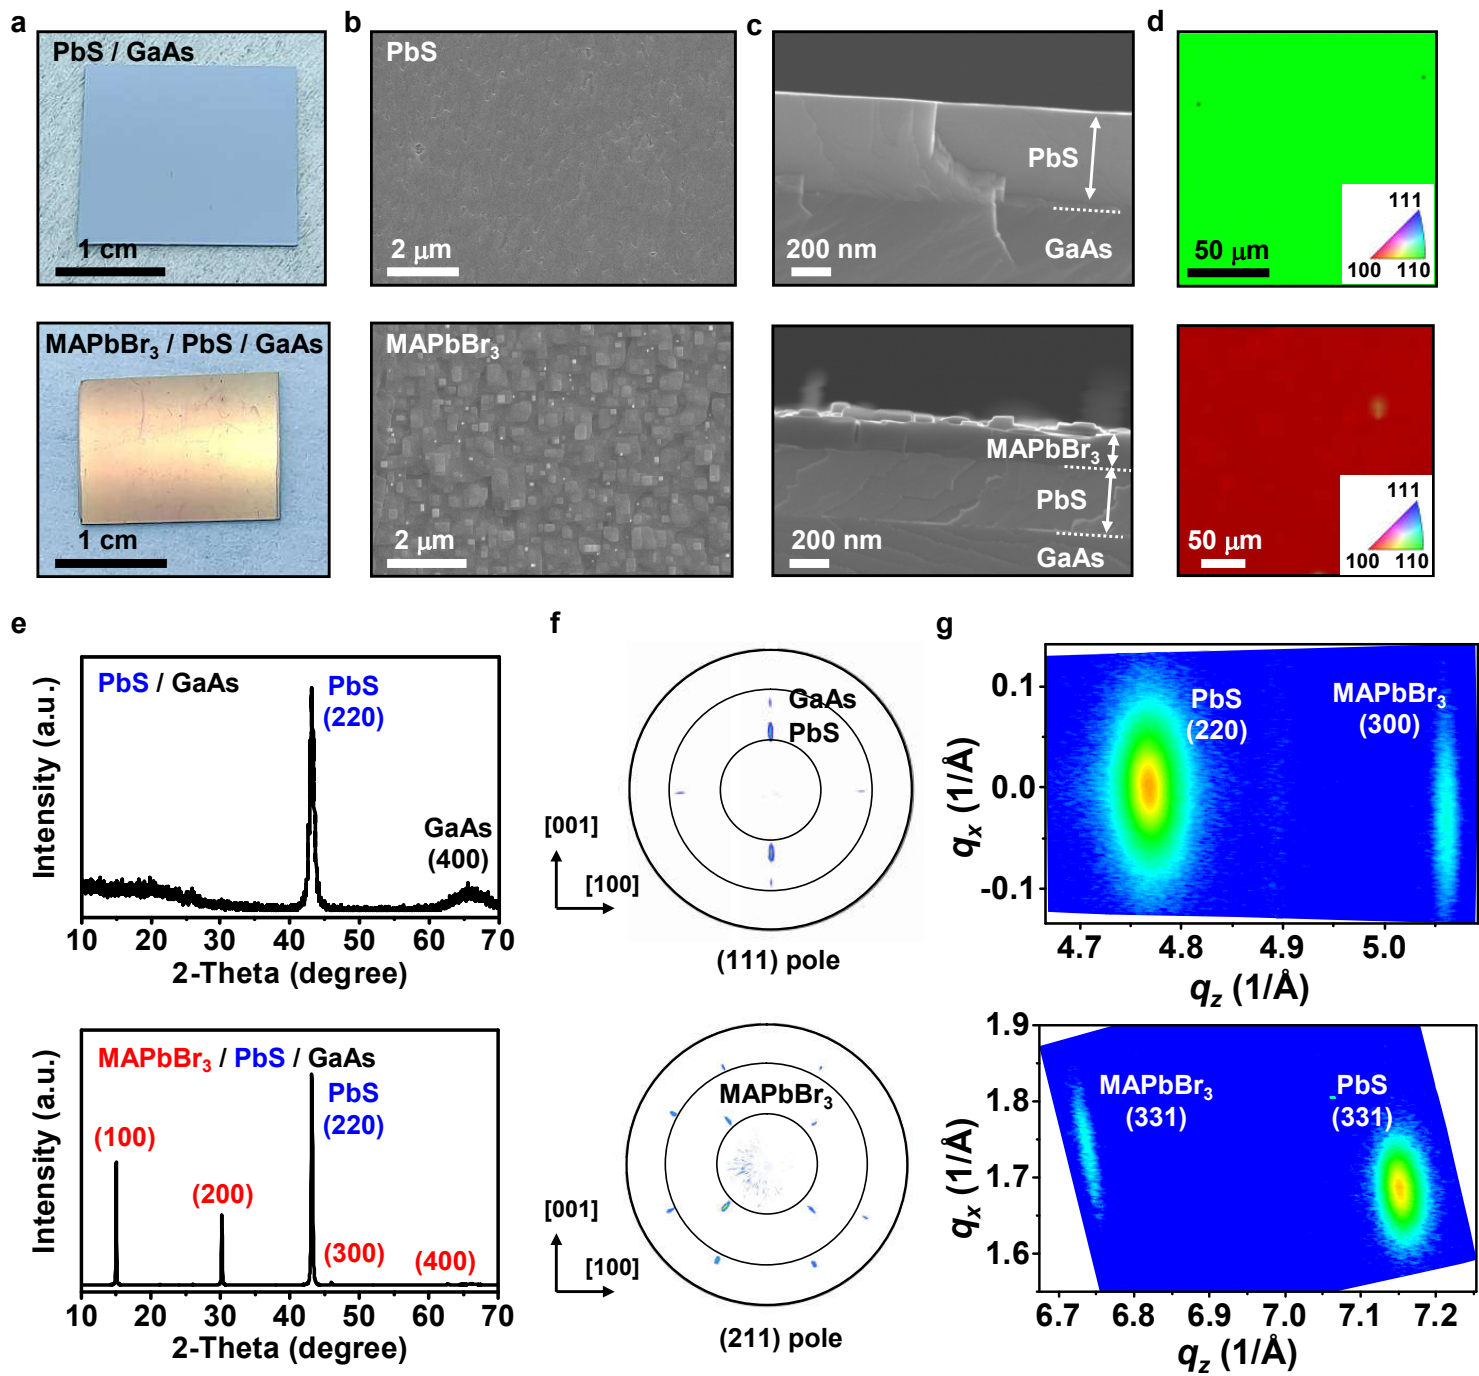 a
PbS / GaAs
1 cm
b
PbS
2 μm
c
PbS
GaAs
200 nm
d
111
100 110
50 μm
MAPbBr₃ / PbS / GaAs
1 cm
MAPbBr₃
2 μm
MAPbBr₃
PbS
GaAs
200 nm
111
100 110
50 μm
e
PbS / GaAs
PbS
(220)
GaAs
(400)
Intensity (a.u.)
10 20 30 40 50 60 70
2-Theta (degree)
f
GaAs
PbS
[001]
[100]
(111) pole
g
PbS
(220)
MAPbBr₃
(300)
0.1
0.0
-0.1
qₓ (1/Å)
4.7 4.8 4.9 5.0
q_z (1/Å)
MAPbBr₃ / PbS / GaAs
PbS
(220)
(100)
(200)
(300)
(400)
Intensity (a.u.)
10 20 30 40 50 60 70
2-Theta (degree)
MAPbBr₃
[001]
[100]
(211) pole
MAPbBr₃
(331)
PbS
(331)
1.9
1.8
1.7
1.6
qₓ (1/Å)
6.7 6.8 6.9 7.0 7.1 7.2
q_z (1/Å)